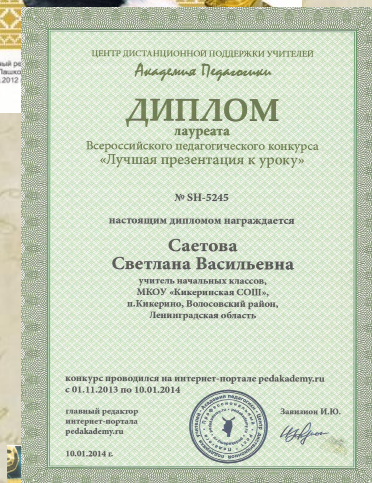 ЦЕНТР ДИСТАНЦИОННОЙ ПОДДЕРЖКИ УЧИТЕЛЕЙ
Академия Педагогики
ДИПЛОМ
лауреата
Всероссийского педагогического конкурса
«Лучшая презентация к уроку»
№ SH-5245
настоящим дипломом награждается
Саетова
Светлана Васильевна
учитель начальных классов,
МКОУ «Кикеринская СОШ»,
п.Кикерино, Волосовский район,
Ленинградская область
конкурс проводился на интернет-портале pedakademy.ru
с 01.11.2013 по 10.01.2014
главный редактор
интернет-портала
pedakademy.ru
Завизион И.Ю.
10.01.2014 г.